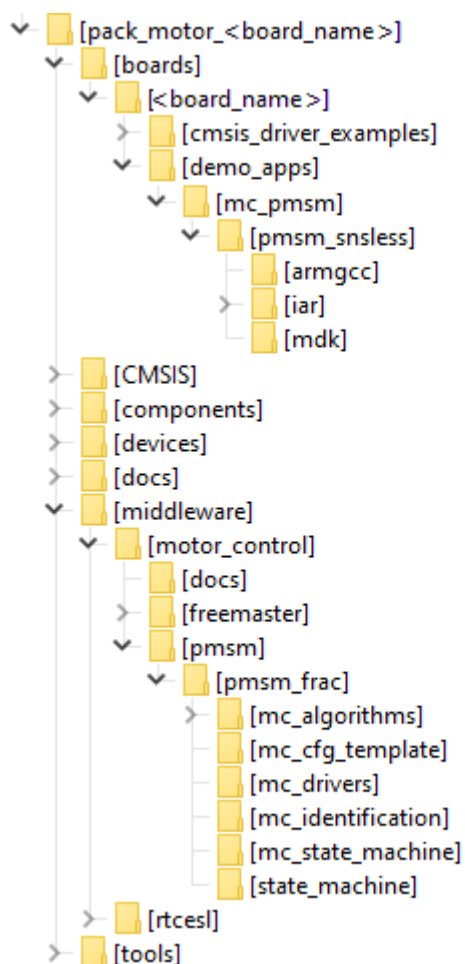 [pack_motor_<board_name>]
[boards]
[<board_name>]
[cmsis_driver_examples]
[demo_apps]
[mc_pmsm]
[pmsm_snsless]
[armgcc]
[iar]
[mdk]
[CMSIS]
[components]
[devices]
[docs]
[middleware]
[motor_control]
[docs]
[freemaster]
[pmsm]
[pmsm_frac]
[mc_algorithms]
[mc_cfg_template]
[mc_drivers]
[mc_identification]
[mc_state_machine]
[state_machine]
[rtcesl]
[tools]